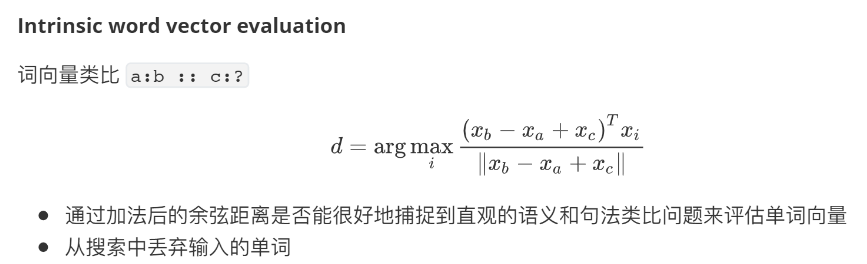 Intrinsic word vector evaluation
词向量类比 a:b :: c:?
d = arg max_i \frac{(x_b − x_a + x_c)^T x_i}{‖x_b − x_a + x_c‖}
● 通过加法后的余弦距离是否能很好地捕捉到直观的语义和句法类比问题来评估单词向量
● 从搜索中丢弃输入的单词